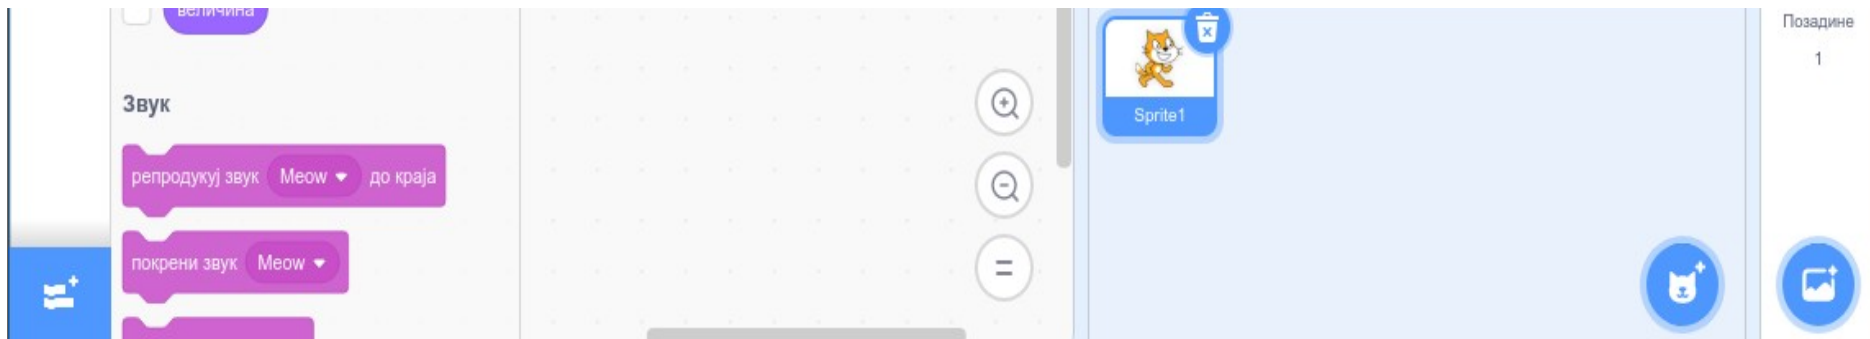 величина
Звук
репродукуј звук Meow до краја
покрени звук Meow
Sprite1
Позадине
1